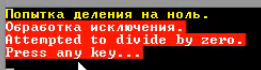 Попытка деления на ноль.
Обработка исключения.
Attempted to divide by zero.
Press any key...